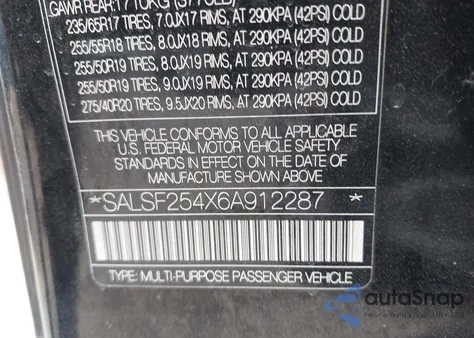 GAWR REAR:1710KG
235/65R17 TIRES, 7.0JX17 RIMS, AT 290KPA (42PSI) COLD
255/55R18 TIRES, 8.0JX18 RIMS, AT 290KPA (42PSI) COLD
255/50R19 TIRES, 8.0JX19 RIMS, AT 290KPA (42PSI) COLD
255/50R19 TIRES, 9.0JX19 RIMS, AT 290KPA (42PSI) COLD
275/40R20 TIRES, 9.5JX20 RIMS, AT 290KPA (42PSI) COLD
THIS VEHICLE CONFORMS TO ALL APPLICABLE
U.S. FEDERAL MOTOR VEHICLE SAFETY
STANDARDS IN EFFECT ON THE DATE OF
MANUFACTURE SHOWN ABOVE
*SALSF254X6A912287 *
TYPE: MULTI-PURPOSE PASSENGER VEHICLE
autoSnap